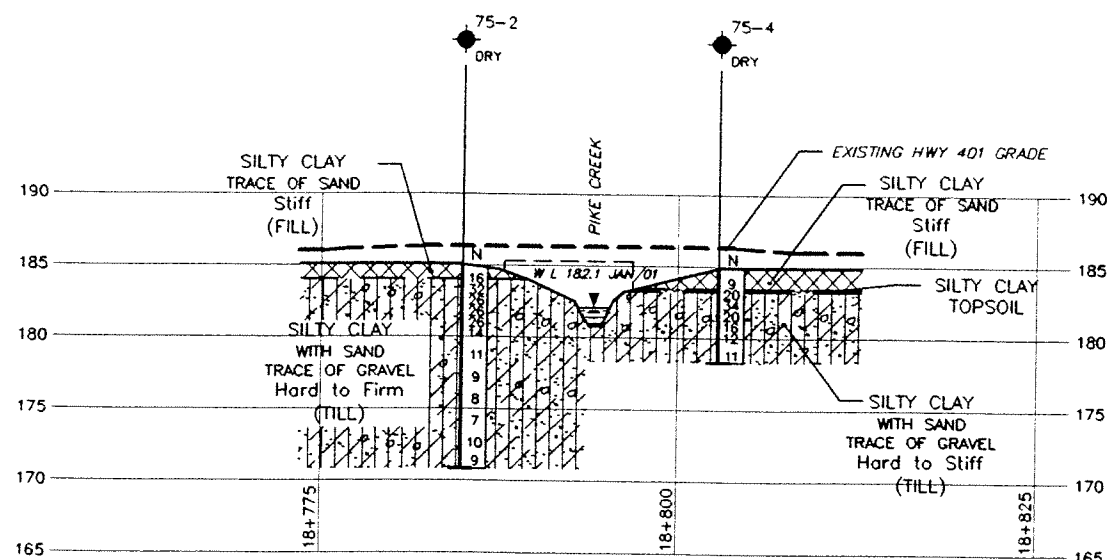 75-2
DRY
75-4
DRY
PIKE CREEK
EXISTING HWY 401 GRADE
SILTY CLAY
TRACE OF SAND
Stiff
(FILL)
SILTY CLAY
TRACE OF SAND
Stiff
(FILL)
190
190
185
185
N
N
W L 182.1 JAN/01
SILTY CLAY
TOPSOIL
16
14
11
9
8
7
10
9
9
20
20
12
11
180
180
SILTY CLAY
WITH SAND
TRACE OF GRAVEL
Hard to Firm
(TILL)
175
175
SILTY CLAY
WITH SAND
TRACE OF GRAVEL
Hard to Stiff
(TILL)
170
170
18+775
18+800
18+825
165
165